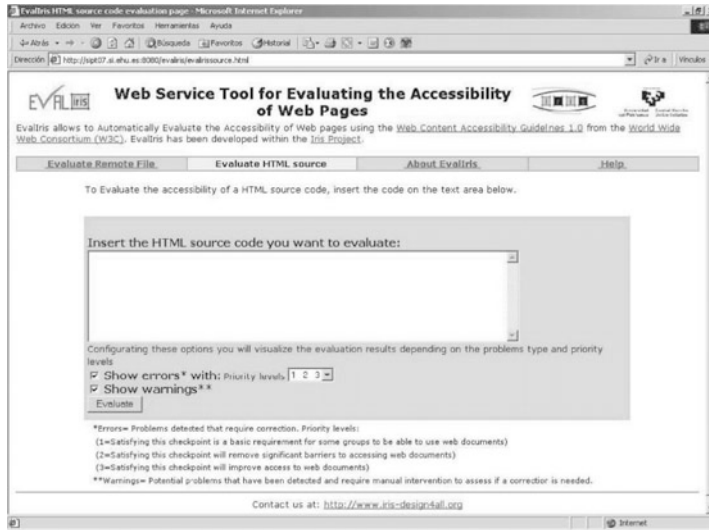 EvalIris HTML source code evaluation page - Microsoft Internet Explorer
Archivo Edición Ver Favoritos Herramientas Ayuda
Atrás Búsqueda Favoritos Historial
Dirección http://sipt07.si.ehu.es:8080/evaliris/evalirissource.html Ir a Vínculos
EVAL iris
Web Service Tool for Evaluating the Accessibility
of Web Pages
EvalIris allows to Automatically Evaluate the Accessibility of Web pages using the Web Content Accessibility Guidelnes 1.0 from the World Wide
Web Consortium (W3C). EvalIris has been developed within the Iris Project.
Evaluate Remote File Evaluate HTML source About EvalIris Help
To Evaluate the accessibility of a HTML source code, insert the code on the text area below.
Insert the HTML source code you want to evaluate:
Configurating these options you will visualize the evaluation results depending on the problems type and priority
levels
Show errors* with: Priority levels 1 2 3
Show warnings**
Evaluate
*Errors= Problems detected that require correction. Priority levels:
(1=Satisfying this checkpoint is a basic requirement for some groups to be able to use web documents)
(2=Satisfying this checkpoint will remove significant barriers to accessing web documents)
(3=Satisfying this checkpoint will improve access to web documents)
**Warnings= Potential problems that have been detected and require manual intervention to assess if a correction is needed.
Contact us at: http://www.iris-design4all.org
Internet